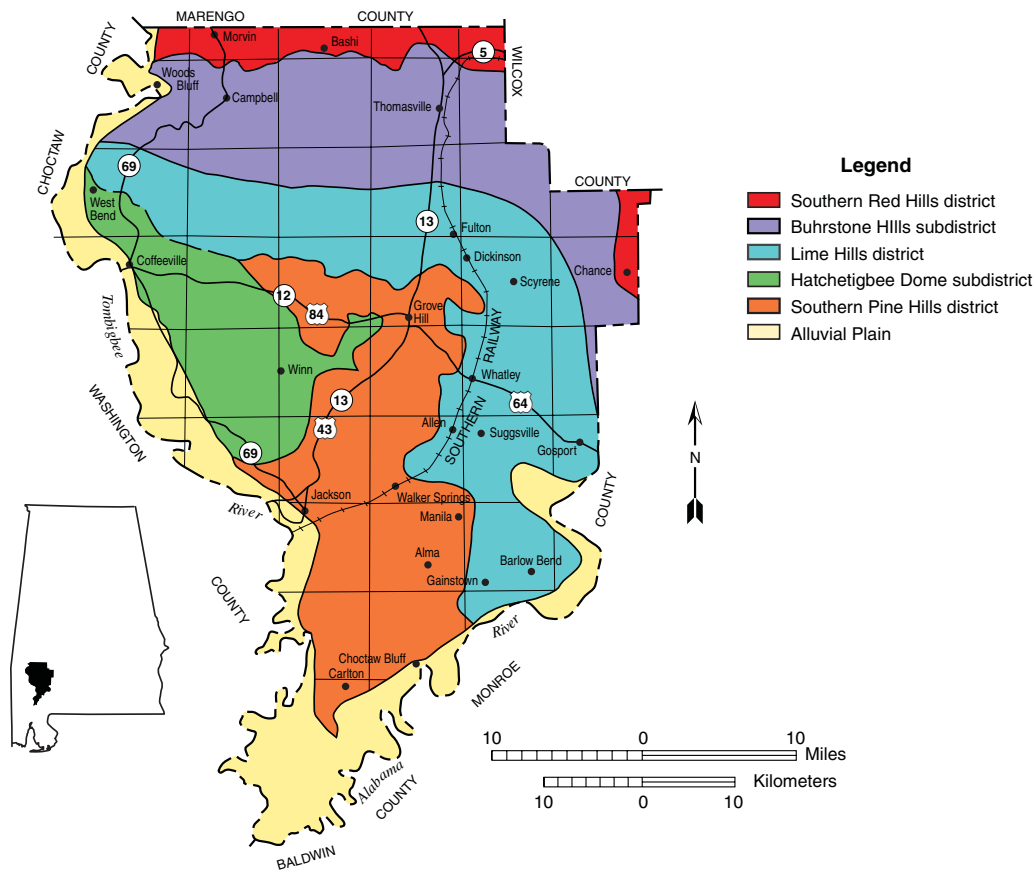 MARENGO COUNTY
Morvin
Bashi
5
COUNTY
WILCOX
Woods
Bluff
Campbell
Thomasville
CHOCTAW
69
West
Bend
COUNTY
13
Fulton
Coffeeville
Dickinson
Chance
Scyrene
12
84
Grove
Hill
Tombigbee
RAILWAY
Winn
Whatley
13
64
WASHINGTON
43
Allen
SOUTHERN
Suggsville
Gosport
69
Jackson
Walker Springs
River
Manila
COUNTY
Alma
Barlow Bend
Gainstown
COUNTY
River
Choctaw Bluff
Carlton
MONROE
Alabama
COUNTY
BALDWIN
Legend
Southern Red Hills district
Buhrstone HIlls subdistrict
Lime Hills district
Hatchetigbee Dome subdistrict
Southern Pine Hills district
Alluvial Plain
N
10 0 10
Miles
Kilometers
10 0 10